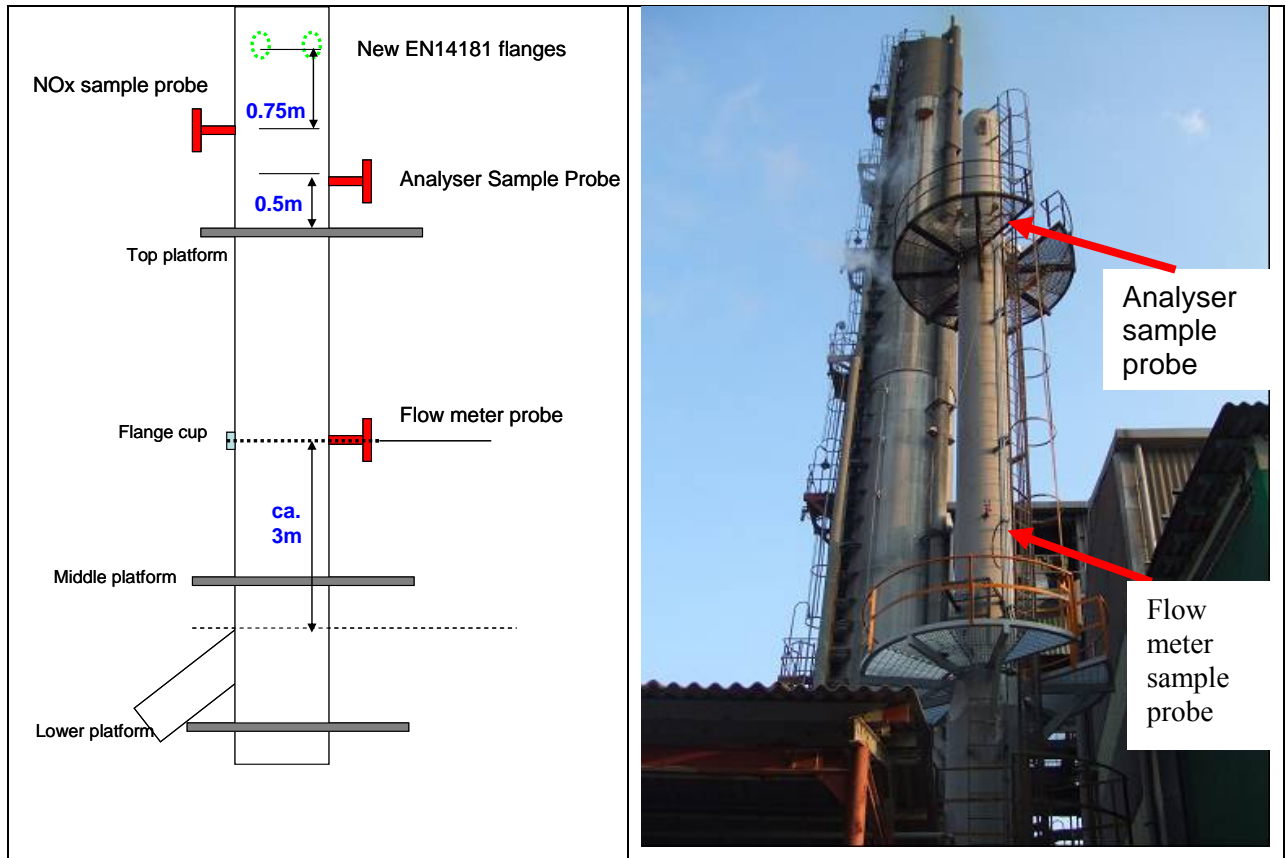 New EN14181 flanges
NOx sample probe
0.75m
Analyser Sample Probe
0.5m
Top platform
Flow meter probe
Flange cup
ca.
3m
Middle platform
Lower platform
Analyser
sample
probe
Flow
meter
sample
probe